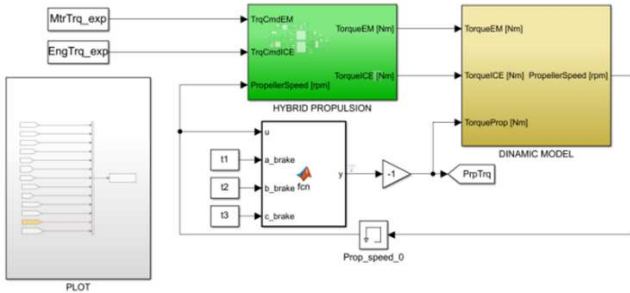 MtrTrq_exp
EngTrq_exp
TrqCmdEM
TrqCmdICE
PropellerSpeed [rpm]
TorqueEM [Nm]
TorqueICE [Nm]
HYBRID PROPULSION
TorqueEM [Nm]
TorqueICE [Nm]
PropellerSpeed [rpm]
TorqueProp [Nm]
DINAMIC MODEL
t1
t2
t3
u
a_brake
b_brake
c_brake
fcn
y
-1
PrpTrq
Prop_speed_0
PLOT